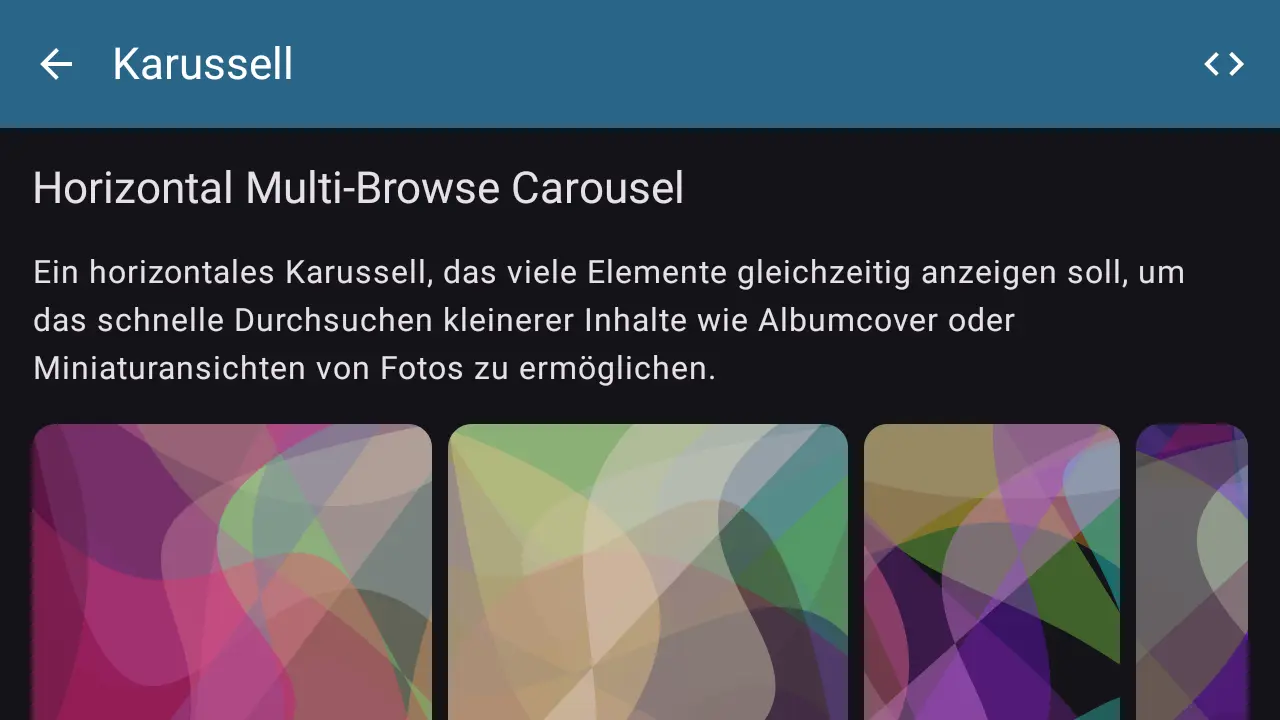 Karussell
Horizontal Multi-Browse Carousel
Ein horizontales Karussell, das viele Elemente gleichzeitig anzeigen soll, um
das schnelle Durchsuchen kleinerer Inhalte wie Albumcover oder
Miniaturansichten von Fotos zu ermöglichen.